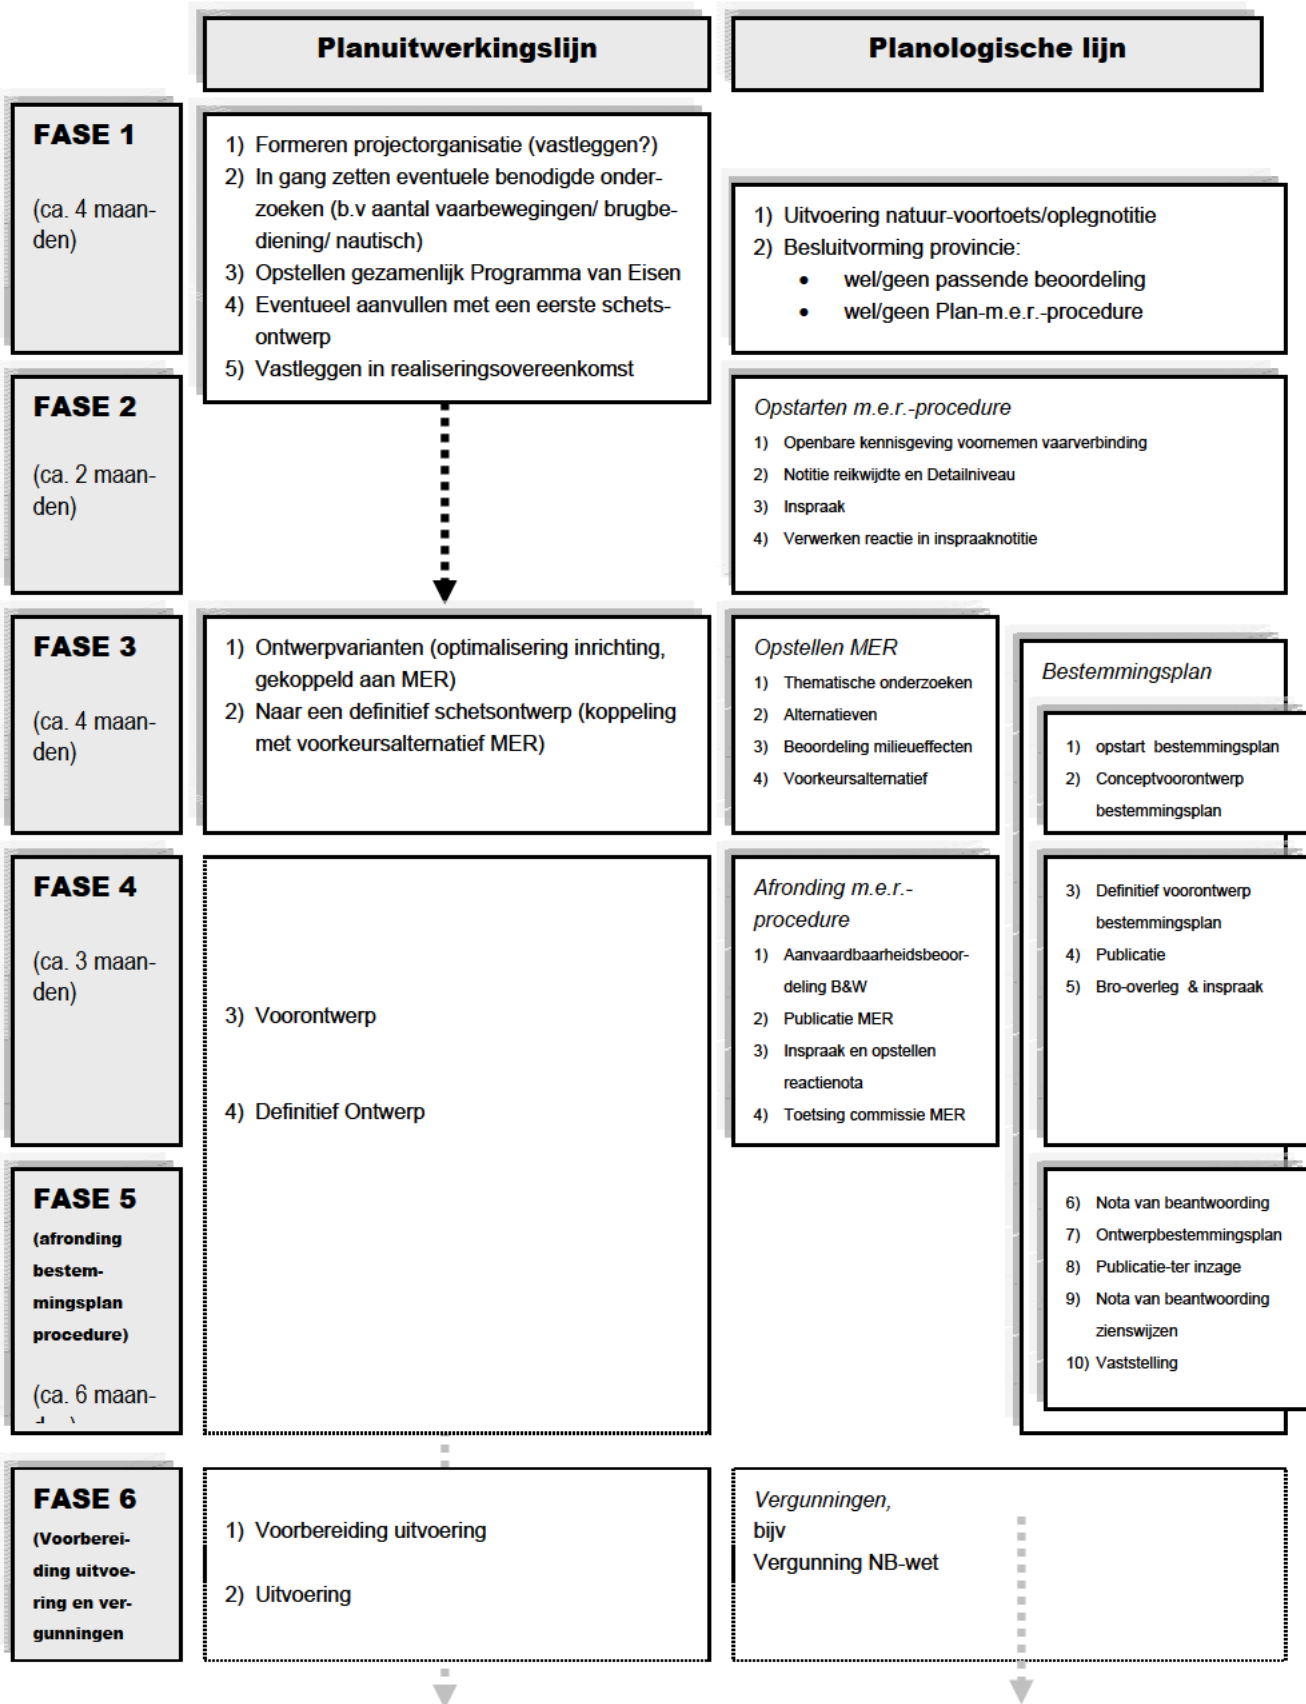 Planuitwerkingslijn
Planologische lijn
FASE 1
(ca. 4 maan-
den)
1) Formeren projectorganisatie (vastleggen?)
2) In gang zetten eventuele benodigde onder-
zoeken (b.v aantal vaarbewegingen/ brugbe-
diening/ nautisch)
3) Opstellen gezamenlijk Programma van Eisen
4) Eventueel aanvullen met een eerste schets-
ontwerp
5) Vastleggen in realiseringsovereenkomst
1) Uitvoering natuur-voortoets/oplegnotitie
2) Besluitvorming provincie:
• wel/geen passende beoordeling
• wel/geen Plan-m.e.r.-procedure
FASE 2
(ca. 2 maan-
den)
Opstarten m.e.r.-procedure
1) Openbare kennisgeving voornemen vaarverbinding
2) Notitie reikwijdte en Detailniveau
3) Inspraak
4) Verwerken reactie in inspraaknotitie
FASE 3
(ca. 4 maan-
den)
1) Ontwerpvarianten (optimalisering inrichting,
gekoppeld aan MER)
2) Naar een definitief schetsontwerp (koppeling
met voorkeursalternatief MER)
Opstellen MER
1) Thematische onderzoeken
2) Alternatieven
3) Beoordeling milieueffecten
4) Voorkeursalternatief
Bestemmingsplan
1) opstart bestemmingsplan
2) Conceptvoorontwerp
bestemmingsplan
FASE 4
(ca. 3 maan-
den)
3) Voorontwerp
4) Definitief Ontwerp
Afronding m.e.r.-
procedure
1) Aanvaardbaarheidsbeoor-
deling B&W
2) Publicatie MER
3) Inspraak en opstellen
reactienota
4) Toetsing commissie MER
3) Definitief voorontwerp
bestemmingsplan
4) Publicatie
5) Bro-overleg & inspraak
FASE 5
(afronding
bestem-
mingsplan
procedure)
(ca. 6 maan-
6) Nota van beantwoording
7) Ontwerpbestemmingsplan
8) Publicatie-ter inzage
9) Nota van beantwoording
zienswijzen
10) Vaststelling
FASE 6
(Voorberei-
ding uitvoe-
ring en ver-
gunningen
1) Voorbereiding uitvoering
2) Uitvoering
Vergunningen,
bijv
Vergunning NB-wet